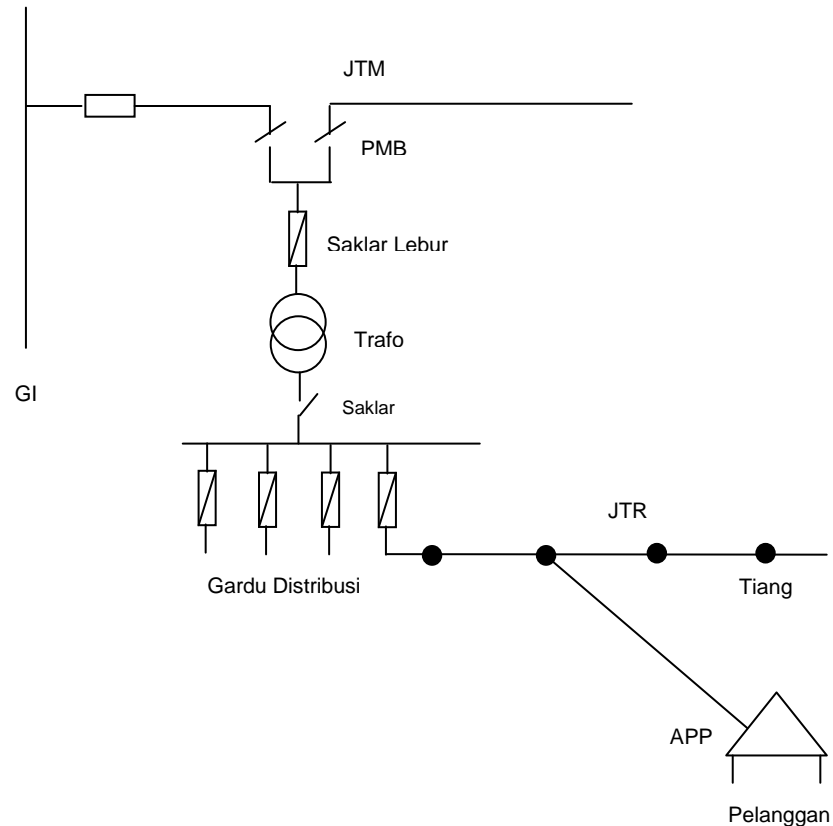 JTM
PMB
Saklar Lebur
Trafo
GI
Saklar
JTR
Gardu Distribusi
Tiang
APP
Pelanggan